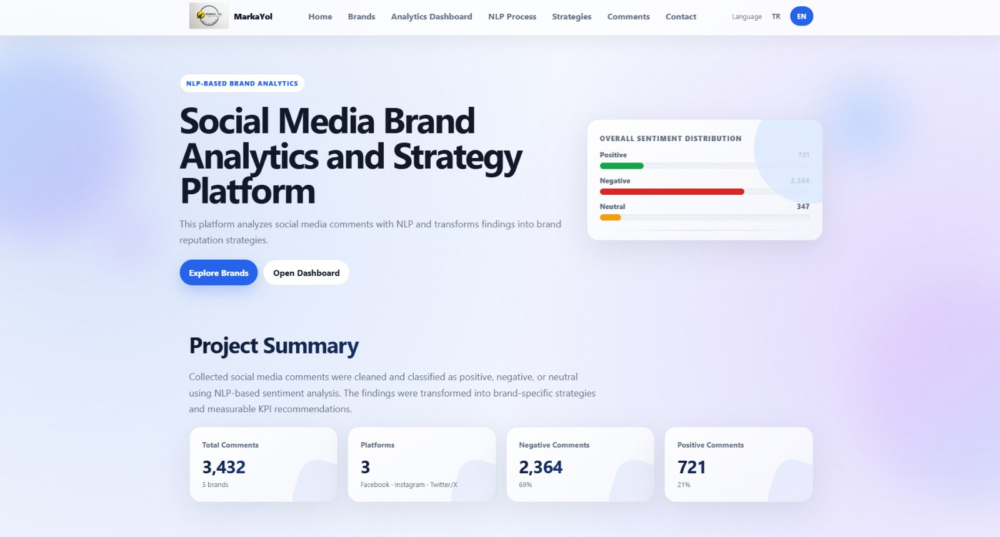 MarkaYol
Home
Brands
Analytics Dashboard
NLP Process
Strategies
Comments
Contact
Language
TR
EN
NLP-BASED BRAND ANALYTICS
Social Media Brand
Analytics and Strategy
Platform
This platform analyzes social media comments with NLP and transforms findings into brand
reputation strategies.
Explore Brands
Open Dashboard
OVERALL SENTIMENT DISTRIBUTION
Positive 721
Negative 2,364
Neutral 347
Project Summary
Collected social media comments were cleaned and classified as positive, negative, or neutral
using NLP-based sentiment analysis. The findings were transformed into brand-specific strategies
and measurable KPI recommendations.
Total Comments
3,432
5 brands
Platforms
3
Facebook · Instagram · Twitter/X
Negative Comments
2,364
69%
Positive Comments
721
21%